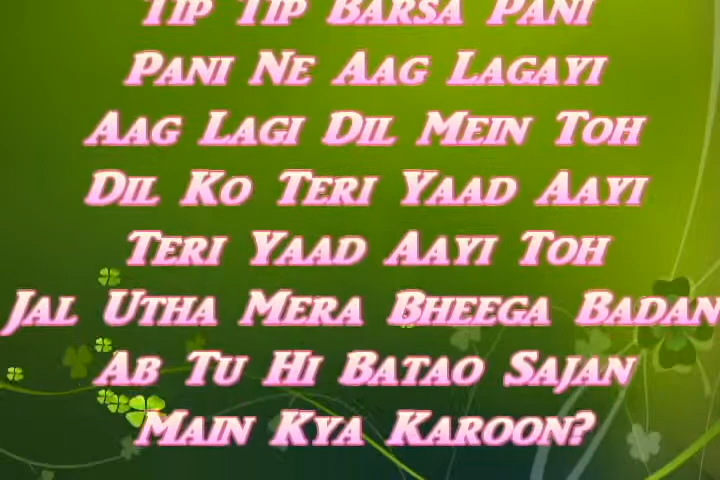 Tip Tip Barsa Pani
Pani Ne Aag Lagayi
Aag Lagi Dil Mein Toh
Dil Ko Teri Yaad Aayi
Teri Yaad Aayi Toh
Jal Utha Mera Bheega Badan
Ab Tu Hi Batao Sajan
Main Kya Karoon?